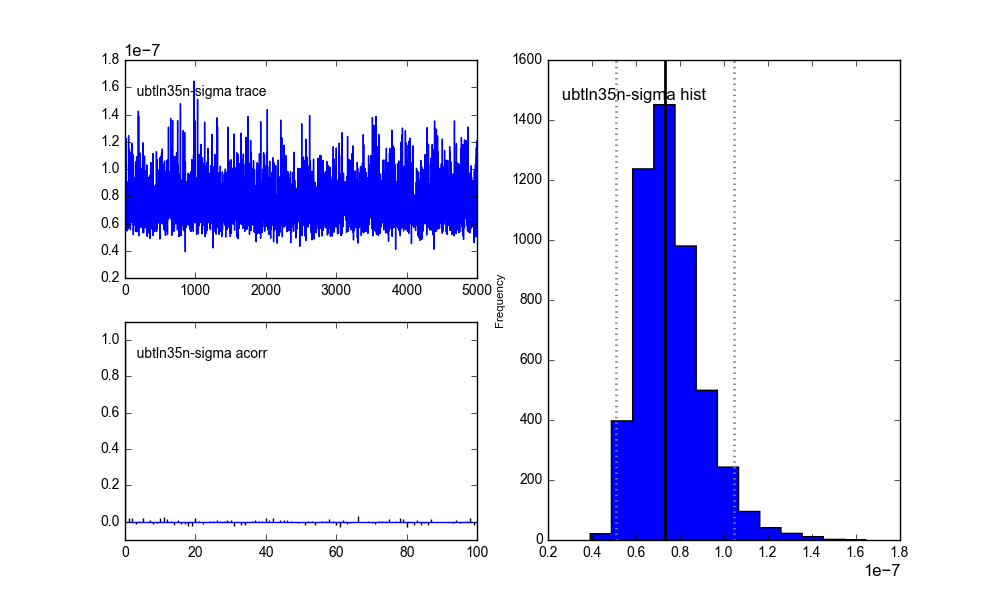 1e−7
1.8
1.6
1.4
1.2
1.0
0.8
0.6
0.4
0.2
ubtln35n-sigma trace
0 1000 2000 3000 4000 5000
1.0
0.8
0.6
0.4
0.2
0.0
ubtln35n-sigma acorr
0 20 40 60 80 100
Frequency
1600
1400
1200
1000
800
600
400
200
0
ubtln35n-sigma hist
0.2 0.4 0.6 0.8 1.0 1.2 1.4 1.6 1.8
1e−7